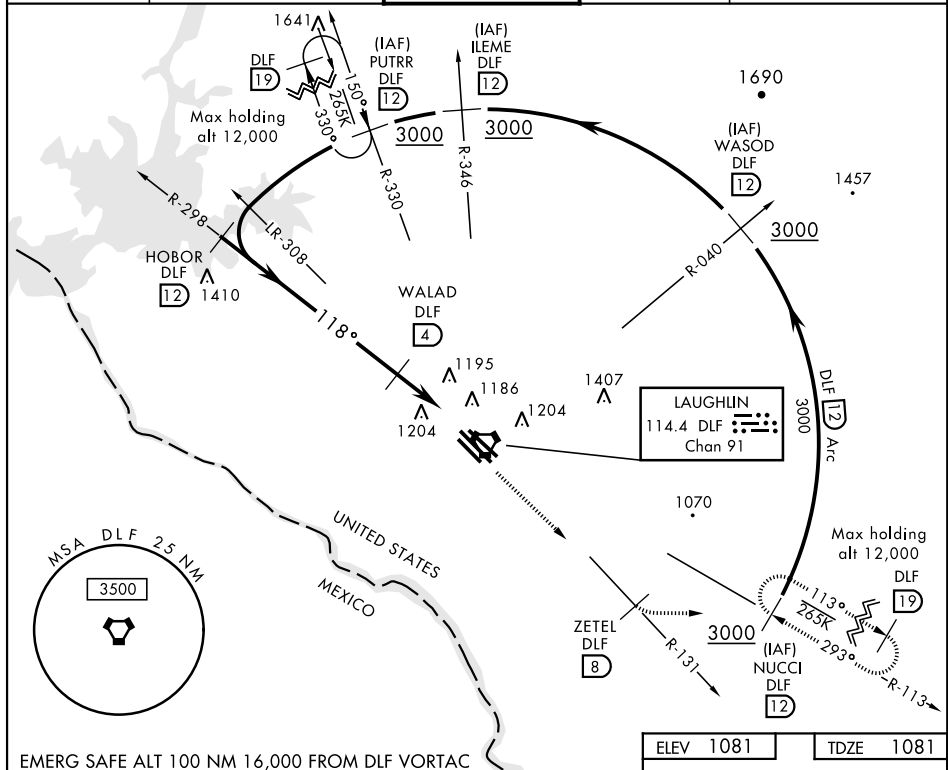 1641
DLF
19
Max holding
alt 12,000
330°
150°
265K
(IAF)
PUTRR
DLF
12
3000
R-330
(IAF)
ILEME
DLF
12
3000
R-346
1690
(IAF)
WASOD
DLF
12
3000
R-040
1457
R-298
LR-308
HOBOR
DLF
12
1410
118°
WALAD
DLF
4
1195
1186
1204
1204
1407
LAUGHLIN
114.4 DLF
Chan 91
DLF 12 Arc
3000
1070
Max holding
alt 12,000
DLF
19
113°
265K
293°
R-113
3000
(IAF)
NUCCI
DLF
12
ZETEL
DLF
8
R-131
UNITED STATES
MEXICO
MSA DLF 25 NM
3500
EMERG SAFE ALT 100 NM 16,000 FROM DLF VORTAC
ELEV 1081
TDZE 1081